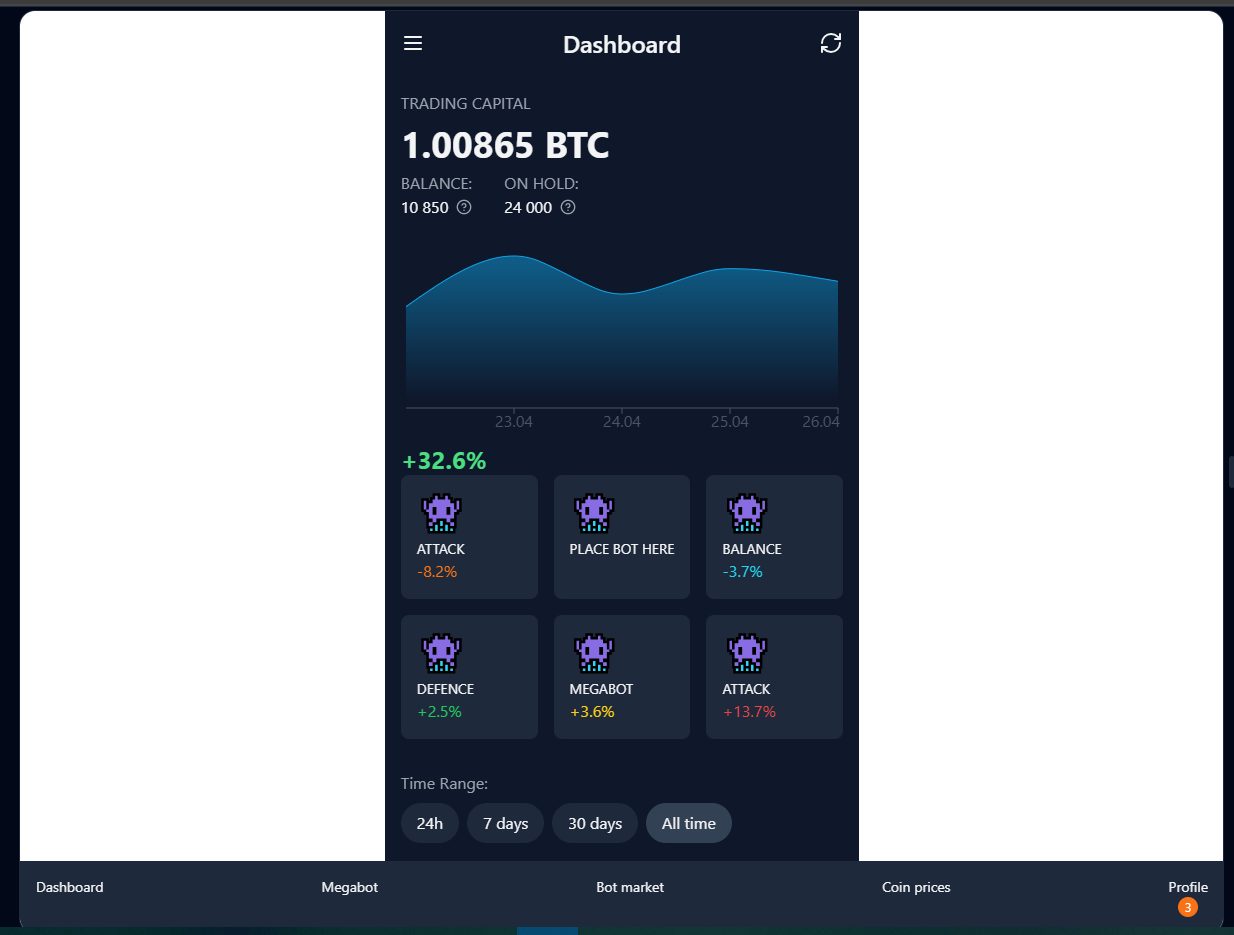 Dashboard
TRADING CAPITAL
1.00865 BTC
BALANCE: ON HOLD:
10 850 24 000
23.04 24.04 25.04 26.04
+32.6%
ATTACK PLACE BOT HERE BALANCE
-8.2% -3.7%
DEFENCE MEGABOT ATTACK
+2.5% +3.6% +13.7%
Time Range:
24h 7 days 30 days All time
Dashboard Megabot Bot market Coin prices Profile
3